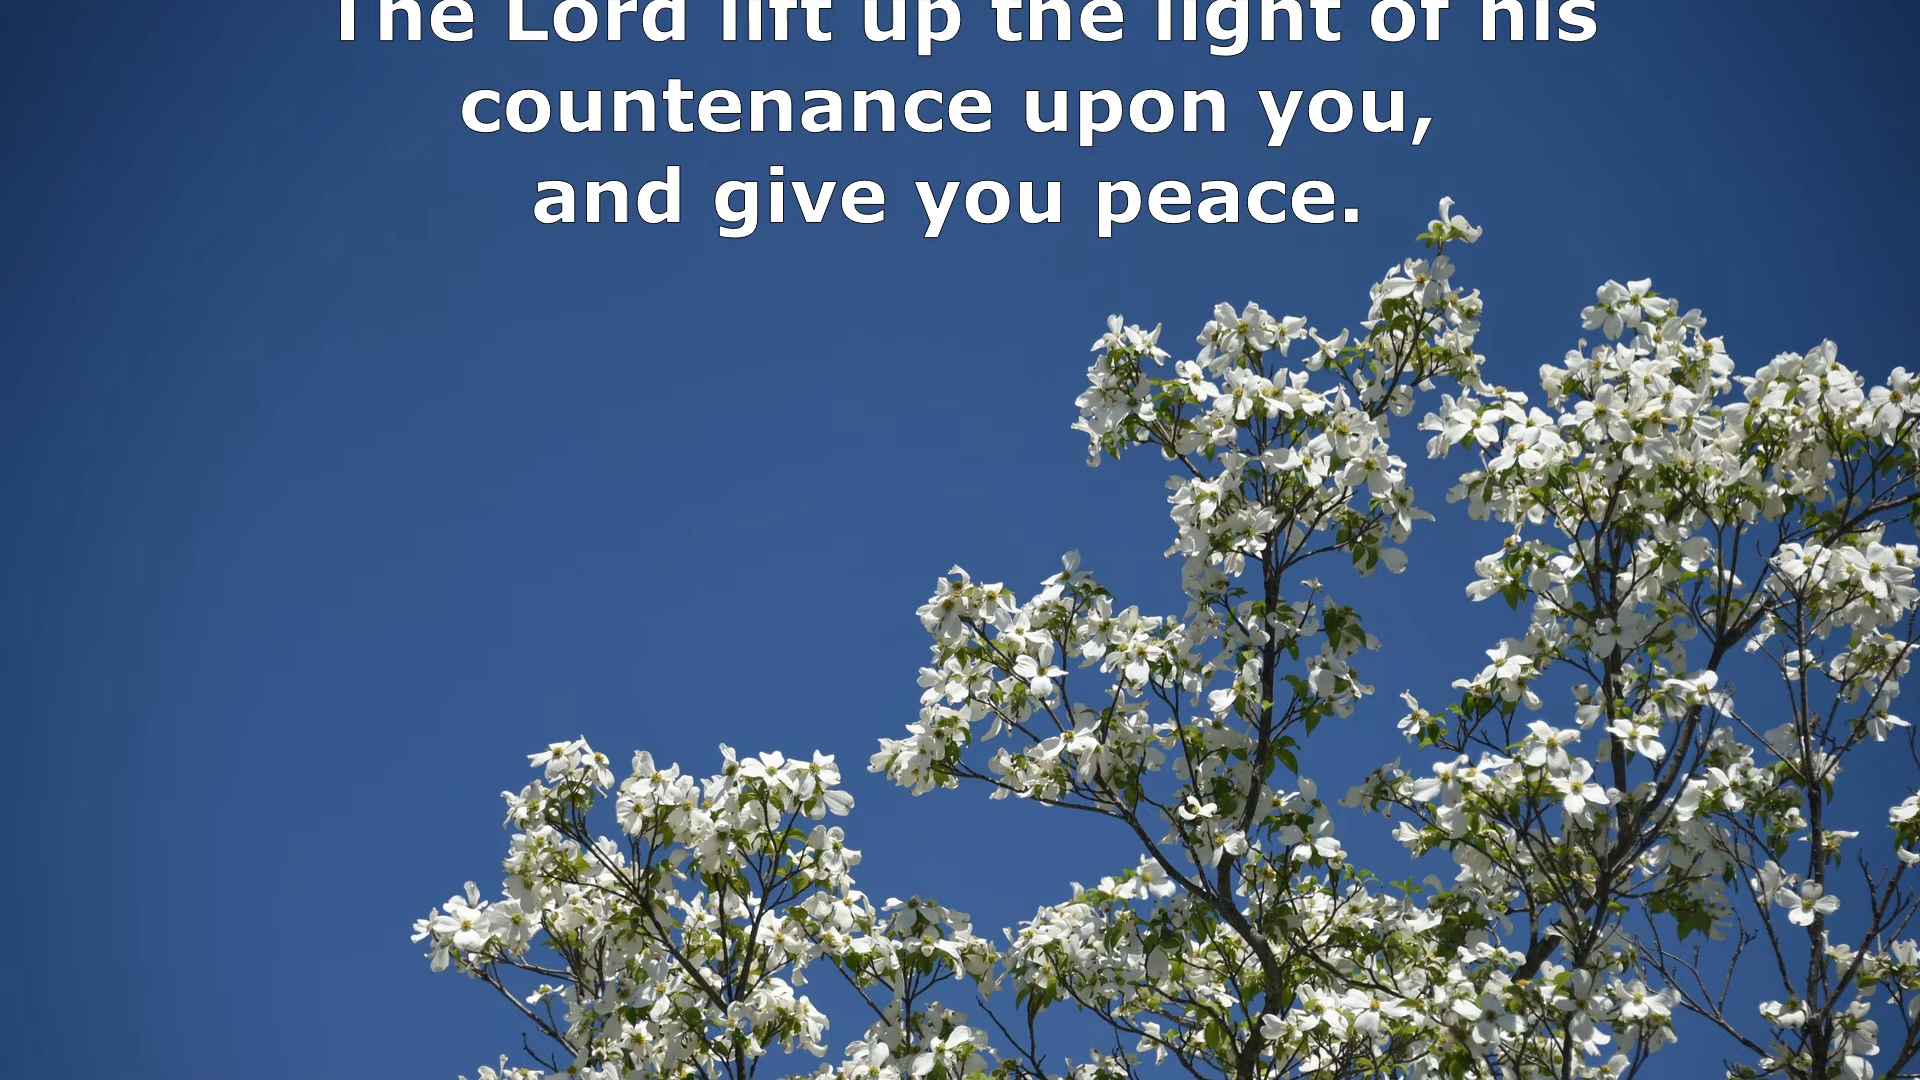 The Lord lift up the light of his
countenance upon you,
and give you peace.